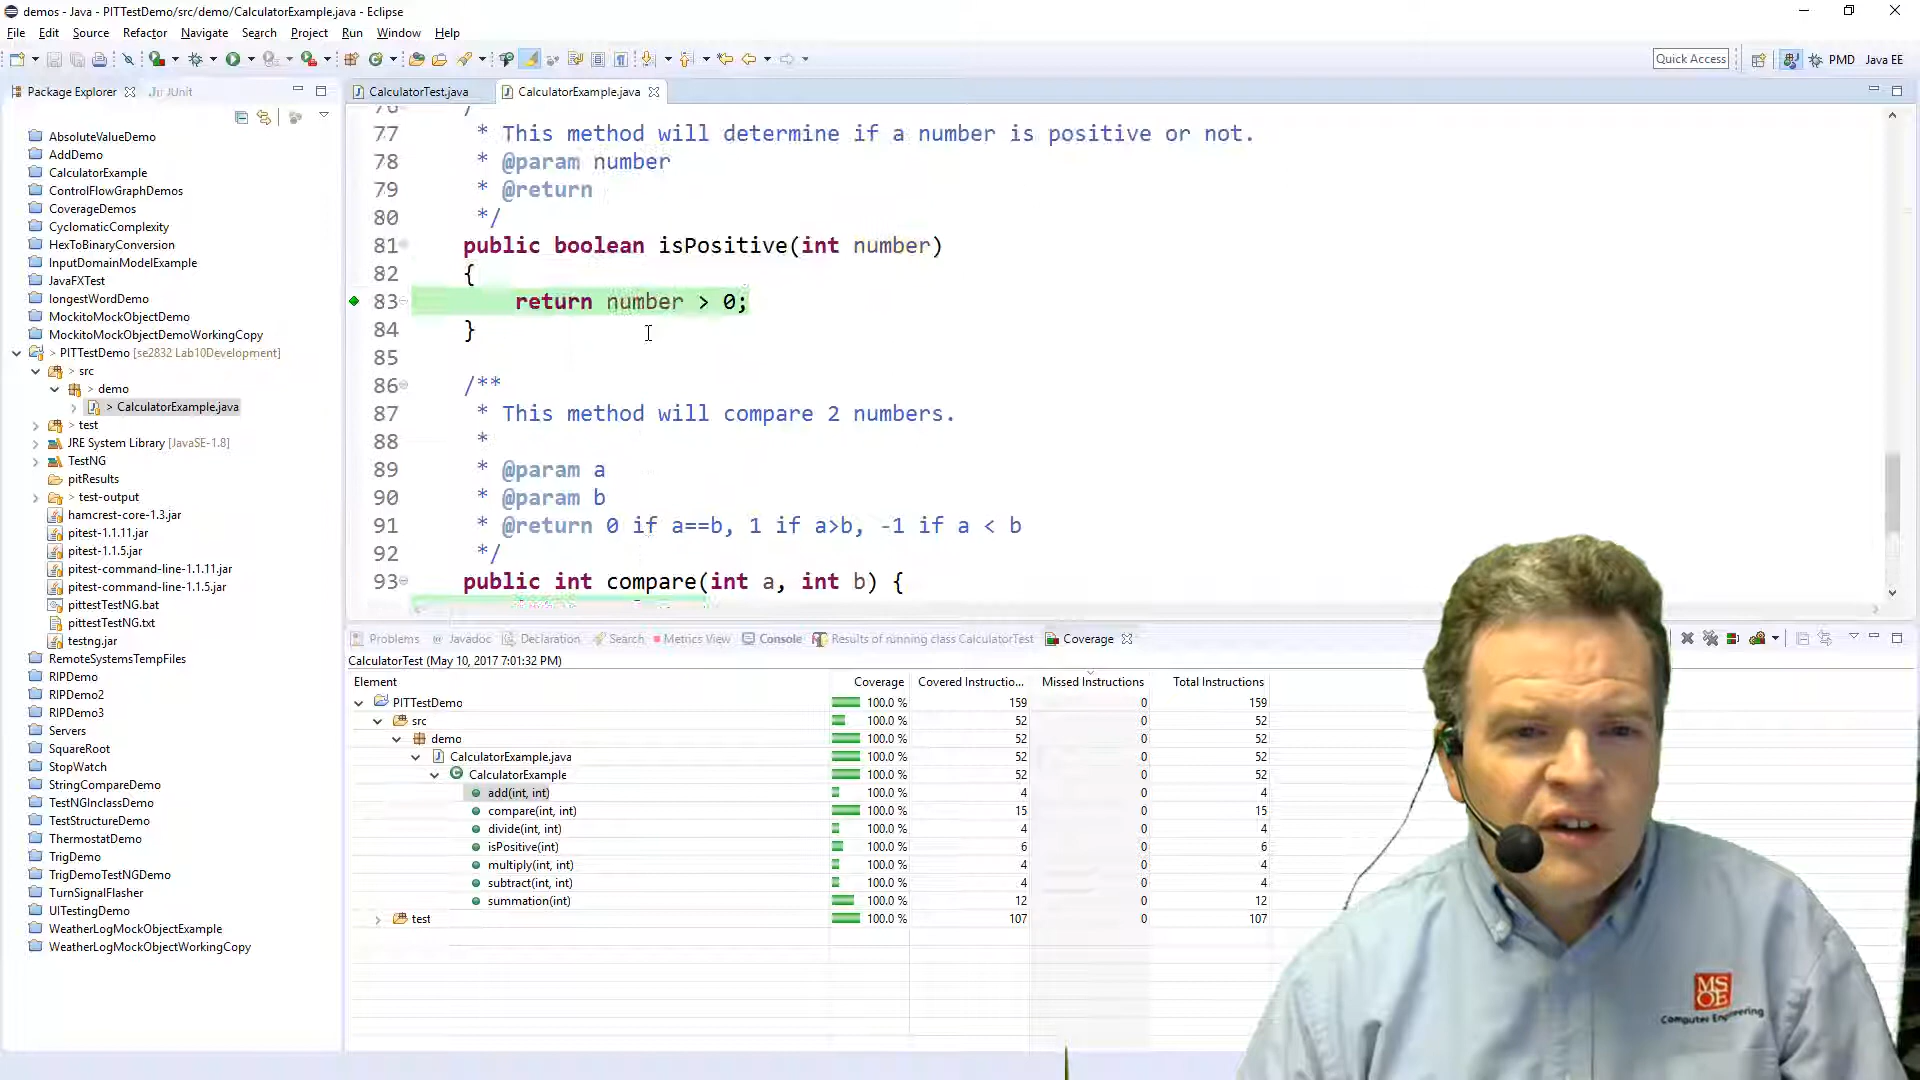 demos - Java - PITTestDemo/src/demo/CalculatorExample.java - Eclipse
File Edit Source Refactor Navigate Search Project Run Window Help
Quick Access PMD Java EE
Package Explorer JUnit
CalculatorTest.java CalculatorExample.java
AbsoluteValueDemo
AddDemo
CalculatorExample
ControlFlowGraphDemos
CoverageDemos
CyclomaticComplexity
HexToBinaryConversion
InputDomainModelExample
JavaFXTest
longestWordDemo
MockitoMockObjectDemo
MockitoMockObjectDemoWorkingCopy
> PITTestDemo [se2832 Lab10Development]
> src
> demo
> CalculatorExample.java
> test
JRE System Library [JavaSE-1.8]
TestNG
pitResults
> test-output
hamcrest-core-1.3.jar
pitest-1.1.11.jar
pitest-1.1.5.jar
pitest-command-line-1.1.11.jar
pitest-command-line-1.1.5.jar
pittestTestNG.bat
pittestTestNG.txt
testng.jar
RemoteSystemsTempFiles
RIPDemo
RIPDemo2
RIPDemo3
Servers
SquareRoot
StopWatch
StringCompareDemo
TestNGInclassDemo
TestStructureDemo
ThermostatDemo
TrigDemo
TrigDemoTestNGDemo
TurnSignalFlasher
UITestingDemo
WeatherLogMockObjectExample
WeatherLogMockObjectWorkingCopy
77 * This method will determine if a number is positive or not.
78 * @param number
79 * @return
80 */
81 public boolean isPositive(int number)
82 {
83 return number > 0;
84 }
85
86 /**
87 * This method will compare 2 numbers.
88 *
89 * @param a
90 * @param b
91 * @return 0 if a==b, 1 if a>b, -1 if a < b
92 */
93 public int compare(int a, int b) {
Problems @ Javadoc Declaration Search Metrics View Console Results of running class CalculatorTest Coverage
CalculatorTest (May 10, 2017 7:01:32 PM)
Element Coverage Covered Instructio... Missed Instructions Total Instructions
PITTestDemo 100.0 % 159 0 159
src 100.0 % 52 0 52
demo 100.0 % 52 0 52
CalculatorExample.java 100.0 % 52 0 52
CalculatorExample 100.0 % 52 0 52
add(int, int) 100.0 % 4 0 4
compare(int, int) 100.0 % 15 0 15
divide(int, int) 100.0 % 4 0 4
isPositive(int) 100.0 % 6 0 6
multiply(int, int) 100.0 % 4 0 4
subtract(int, int) 100.0 % 4 0 4
summation(int) 100.0 % 12 0 12
test 100.0 % 107 0 107
MS
OE
Computer Engineering